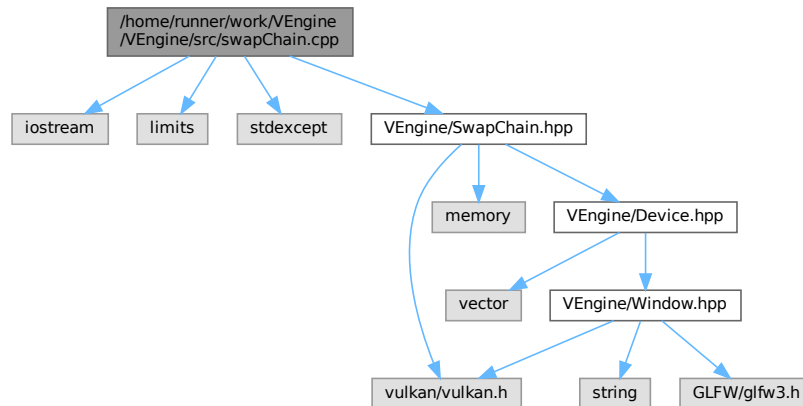 /home/runner/work/VEngine
/VEngine/src/swapChain.cpp
iostream
limits
stdexcept
VEngine/SwapChain.hpp
memory
VEngine/Device.hpp
vector
VEngine/Window.hpp
vulkan/vulkan.h
string
GLFW/glfw3.h